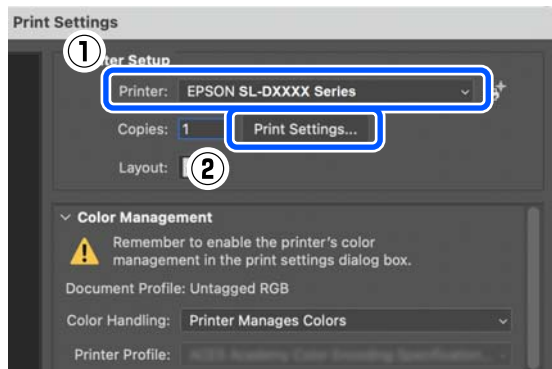 Print Settings
①
ter Setup
Printer: EPSON SL-DXXXX Series
Copies: 1 Print Settings...
Layout: ②
Color Management
Remember to enable the printer's color
management in the print settings dialog box.
Document Profile: Untagged RGB
Color Handling: Printer Manages Colors
Printer Profile: